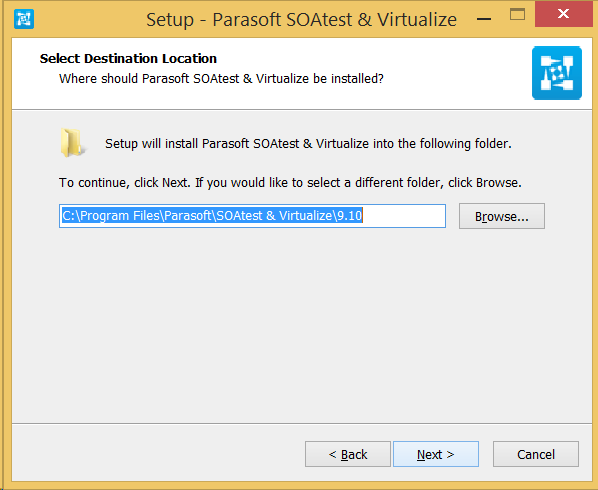 Setup - Parasoft SOAtest & Virtualize
Select Destination Location
Where should Parasoft SOAtest & Virtualize be installed?
Setup will install Parasoft SOAtest & Virtualize into the following folder.
To continue, click Next. If you would like to select a different folder, click Browse.
C:\Program Files\Parasoft\SOAtest & Virtualize\9.10
Browse...
< Back
Next >
Cancel